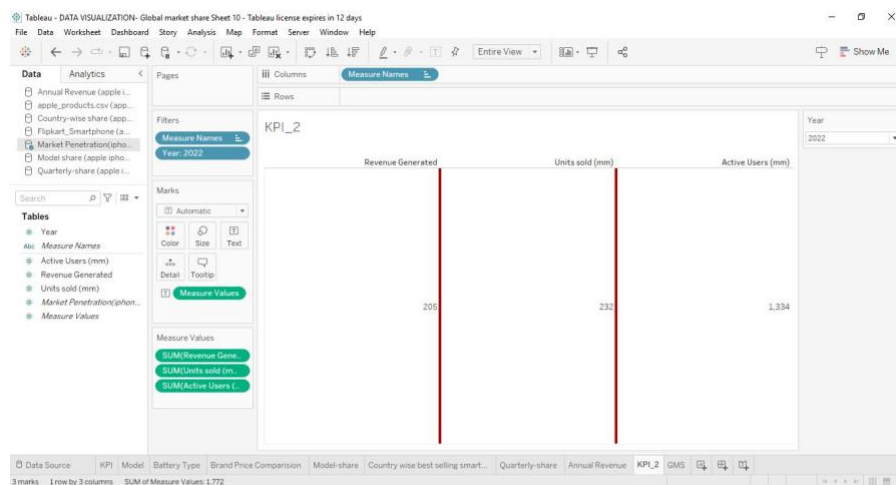 Tableau - DATA VISUALIZATION- Global market share Sheet 10 - Tableau license expires in 12 days
File Data Worksheet Dashboard Story Analysis Map Format Server Window Help
Entire View
Show Me
Data Analytics
Annual Revenue (apple i...
apple_products.csv (app...
Country-wise share (app...
Flipkart_Smartphone (a...
Market Penetration(ipho...
Model share (apple ipho...
Quarterly-share (apple i...
Search
Tables
Year
Abc Measure Names
Active Users (mm)
Revenue Generated
Units sold (mm)
Market Penetration(iphon...
Measure Values
Pages
Filters
Measure Names
Year: 2022
Marks
Automatic
Color Size Text
Detail Tooltip
Measure Values
Measure Values
SUM(Revenue Gene..
SUM(Units sold (m..
SUM(Active Users (..
Columns Measure Names
Rows
KPI_2
Revenue Generated Units sold (mm) Active Users (mm)
205 232 1,334
Year
2022
Data Source KPI Model Battery Type Brand Price Comparision Model-share Country wise best selling smart... Quarterly-share Annual Revenue KPI_2 GMS
3 marks 1 row by 3 columns SUM of Measure Values: 1,772